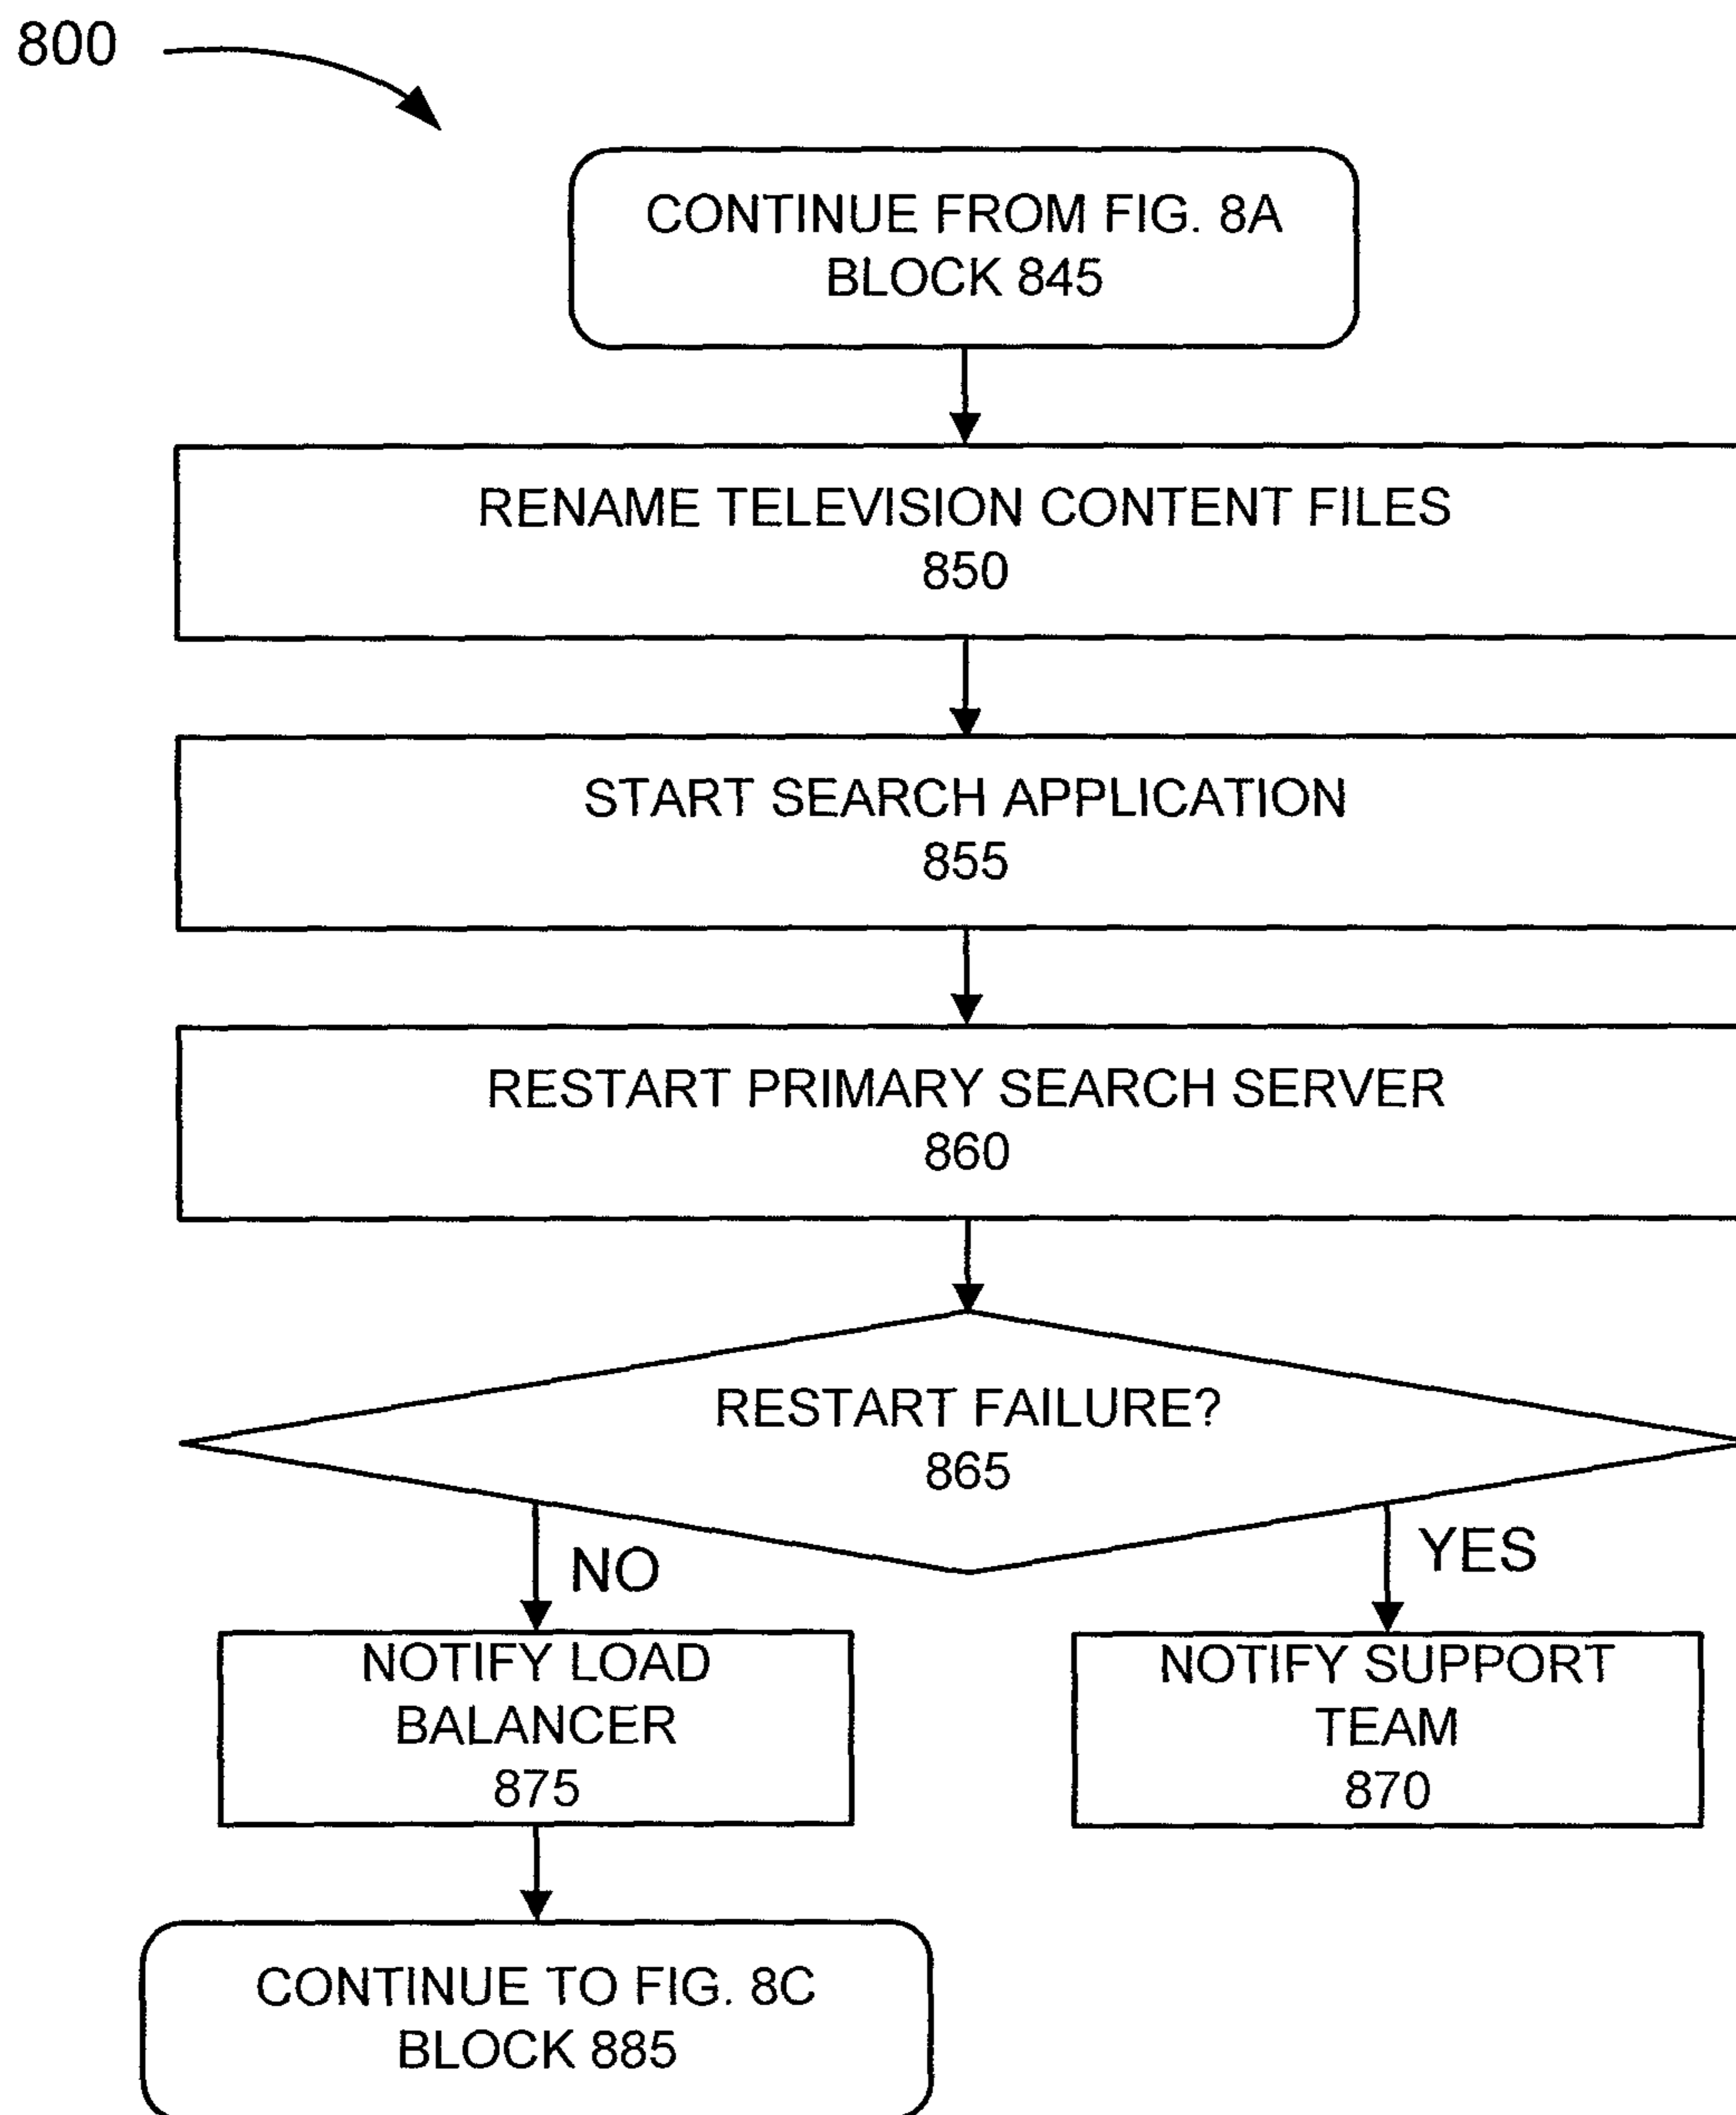 800
CONTINUE FROM FIG. 8A
BLOCK 845
RENAME TELEVISION CONTENT FILES
850
START SEARCH APPLICATION
855
RESTART PRIMARY SEARCH SERVER
860
RESTART FAILURE?
865
NO
YES
NOTIFY LOAD
BALANCER
875
NOTIFY SUPPORT
TEAM
870
CONTINUE TO FIG. 8C
BLOCK 885